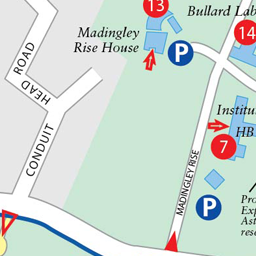 13
Madingley
Rise House
P
Bullard Lab
14
ROAD
HEAD
CONDUIT
Institu
HB
7
MADINGLEY RISE
P
Pro
Exp
Ast
rese